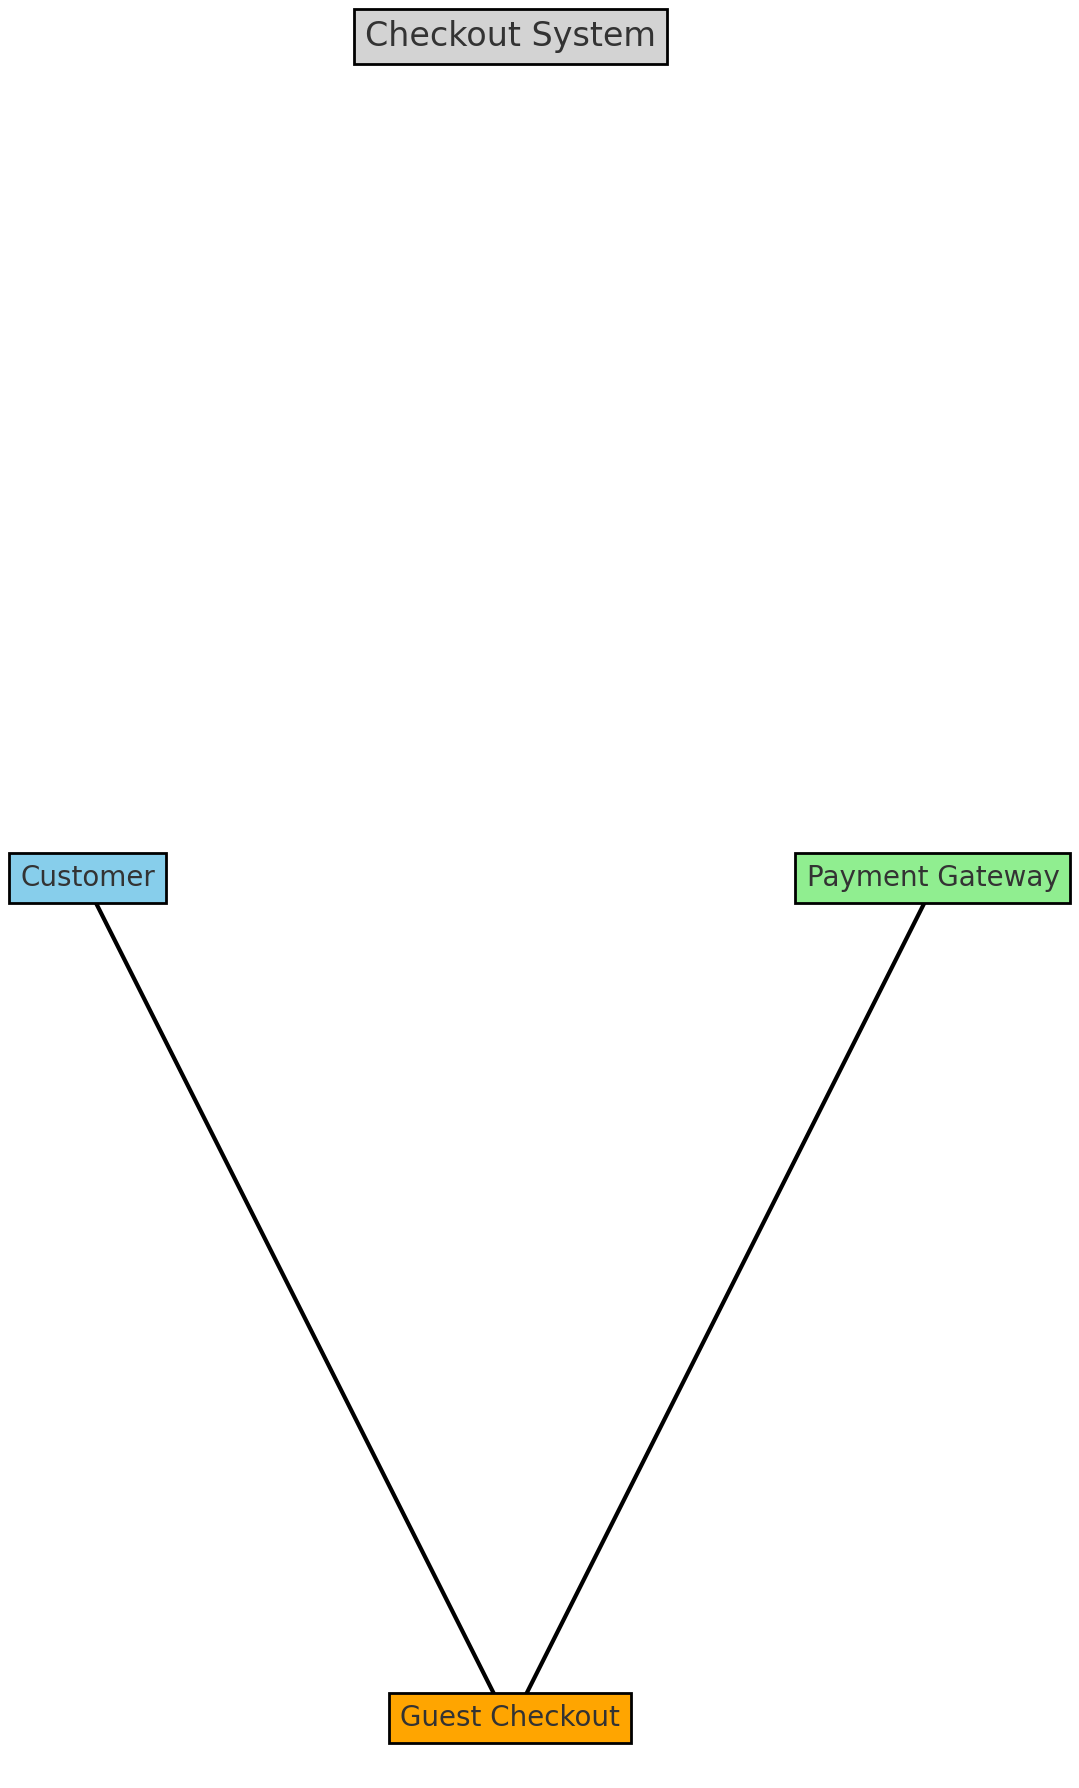 Checkout System
Customer
Payment Gateway
Guest Checkout